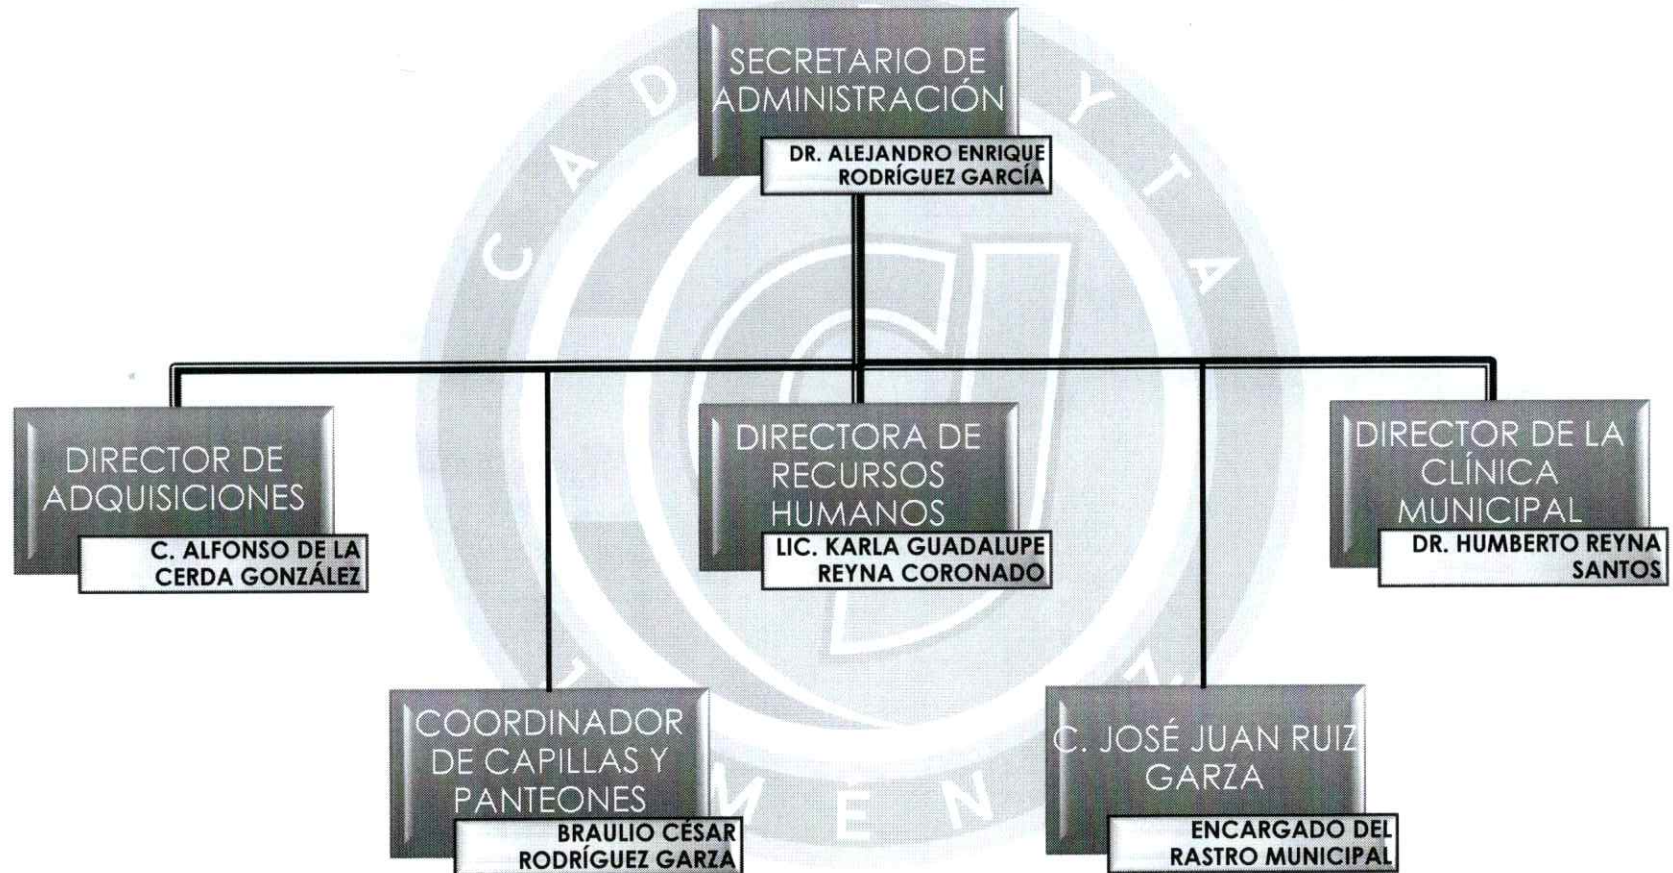 SECRETARIO DE
ADMINISTRACIÓN
DR. ALEJANDRO ENRIQUE
RODRÍGUEZ GARCÍA
DIRECTOR DE
ADQUISICIONES
C. ALFONSO DE LA
CERDA GONZÁLEZ
DIRECTORA DE
RECURSOS
HUMANOS
LIC. KARLA GUADALUPE
REYNA CORONADO
DIRECTOR DE LA
CLÍNICA
MUNICIPAL
DR. HUMBERTO REYNA
SANTOS
COORDINADOR
DE CAPILLAS Y
PANTEONES
BRAULIO CÉSAR
RODRÍGUEZ GARZA
C. JOSÉ JUAN RUIZ
GARZA
ENCARGADO DEL
RASTRO MUNICIPAL